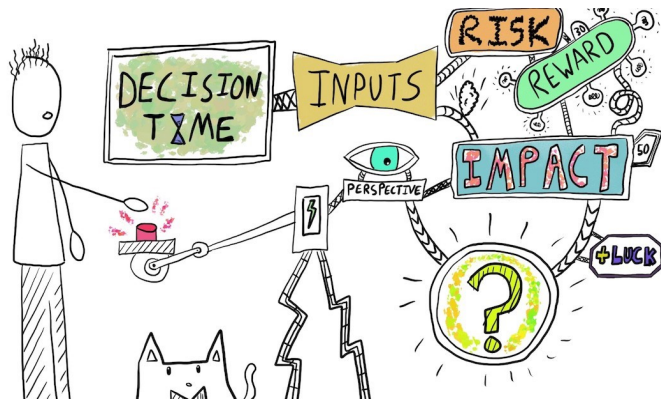 DECISION
TIME
INPUTS
RISK
REWARD
PERSPECTIVE
IMPACT
50
+LUCK
?